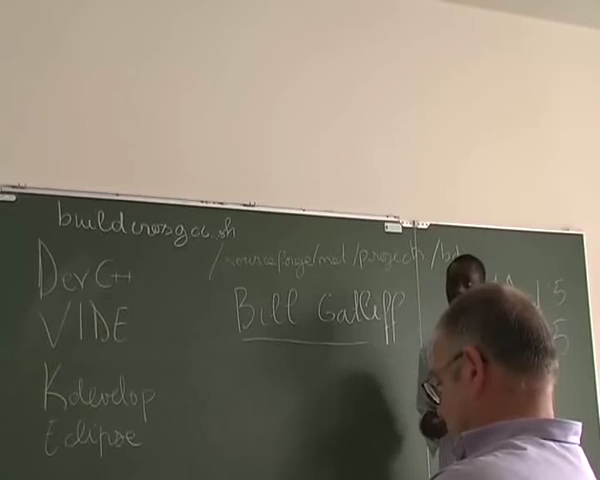 buildcrossgcc.sh
/sourceforge/net/projects/
Bill Gatliff
DevC++
VIDE
Kdevelop
Eclipse